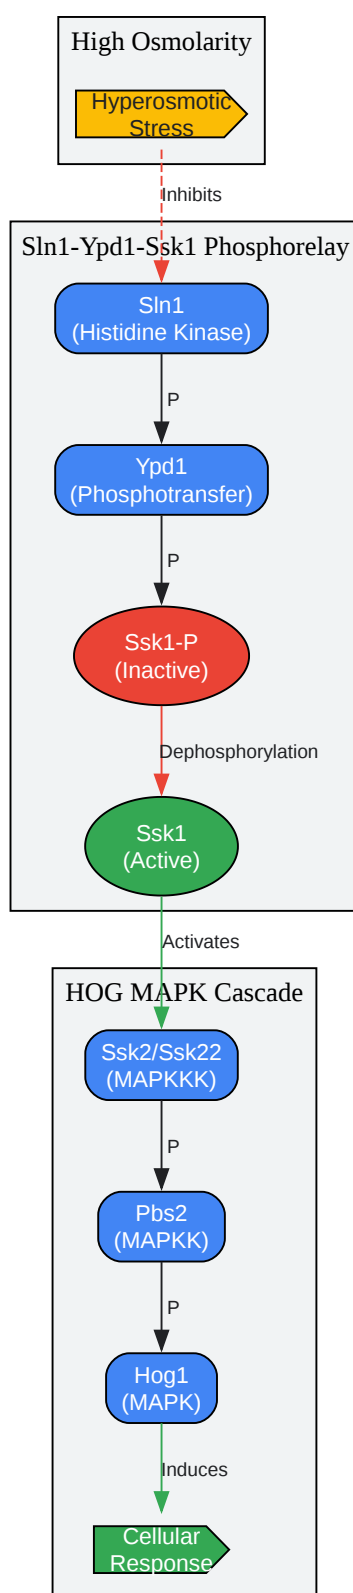 High Osmolarity
Hyperosmotic
Stress
Inhibits
Sln1-Ypd1-Ssk1 Phosphorelay
Sln1
(Histidine Kinase)
P
Ypd1
(Phosphotransfer)
P
Ssk1-P
(Inactive)
Dephosphorylation
Ssk1
(Active)
Activates
HOG MAPK Cascade
Ssk2/Ssk22
(MAPKKK)
P
Pbs2
(MAPKK)
P
Hog1
(MAPK)
Induces
Cellular
Response